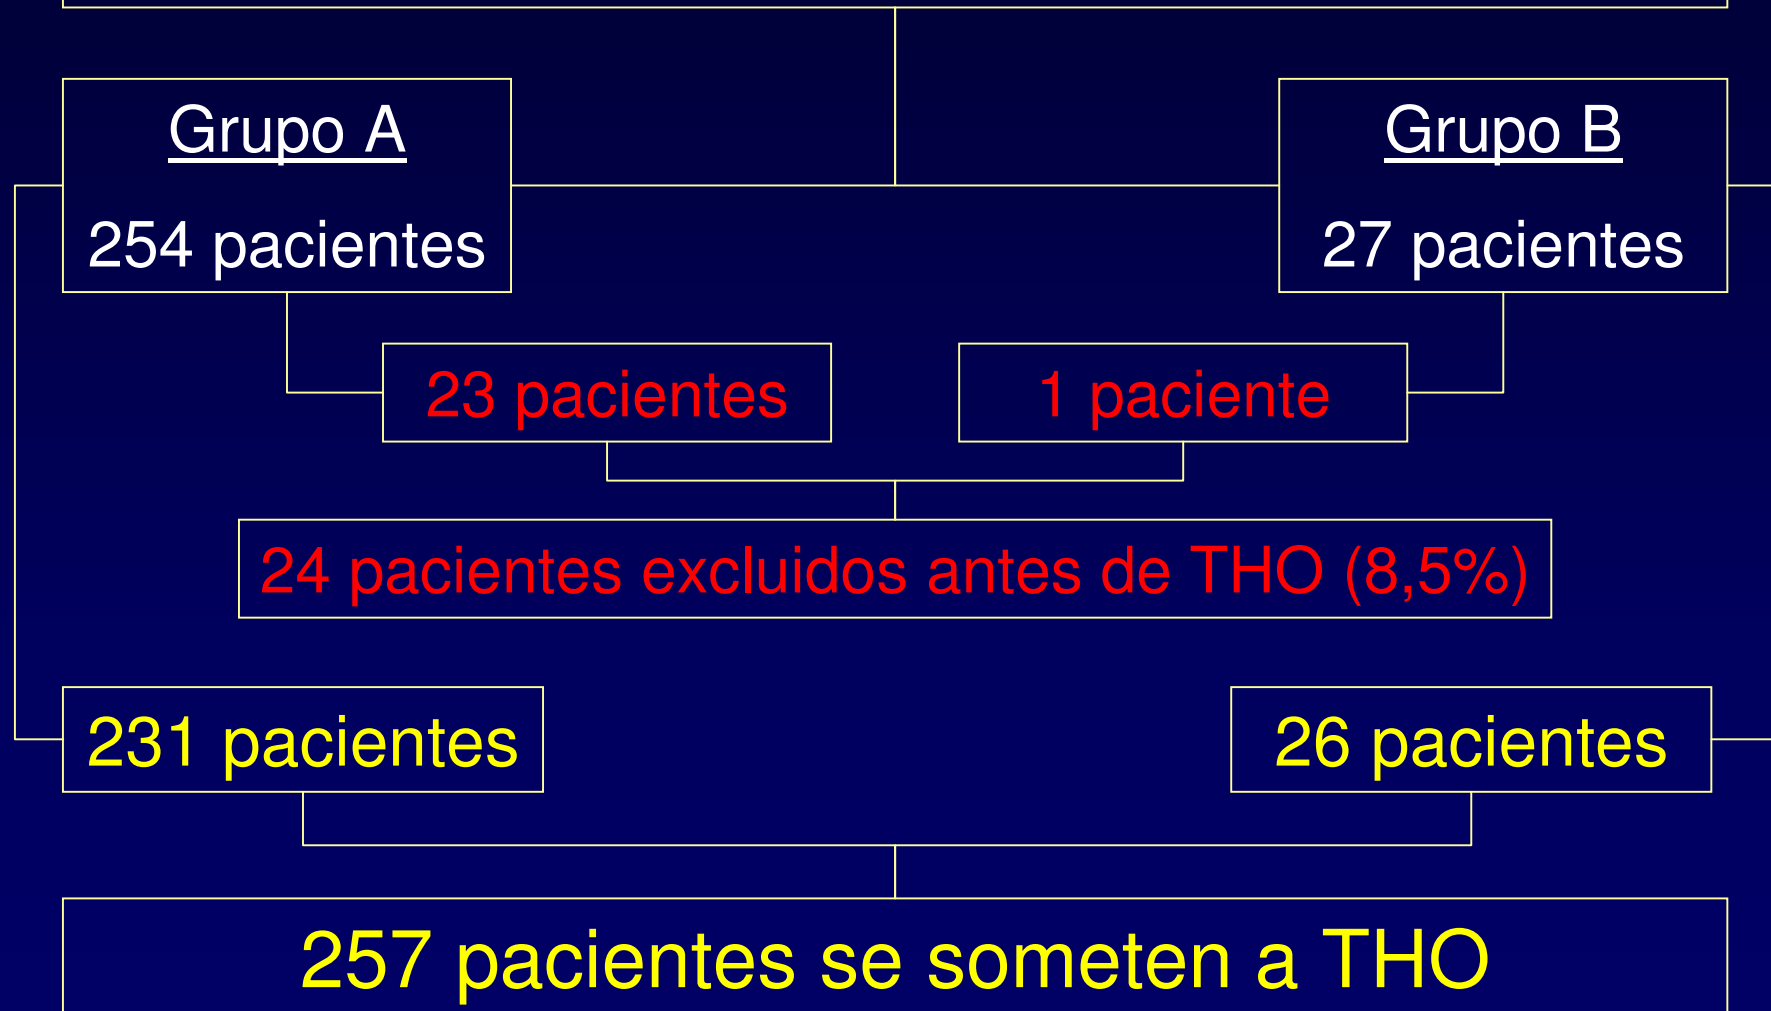 Grupo A
254 pacientes
Grupo B
27 pacientes
23 pacientes
1 paciente
24 pacientes excluidos antes de THO (8,5%)
231 pacientes
26 pacientes
257 pacientes se someten a THO